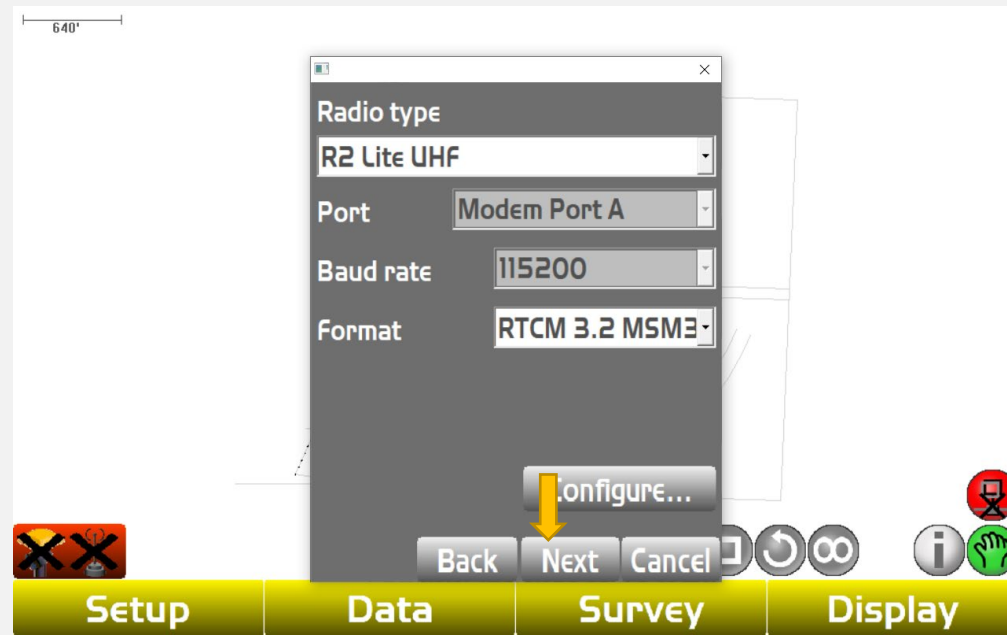 640'
Radio type
R2 Lite UHF
Port Modem Port A
Baud rate 115200
Format RTCM 3.2 MSM3
Configure...
Back Next Cancel
Setup Data Survey Display